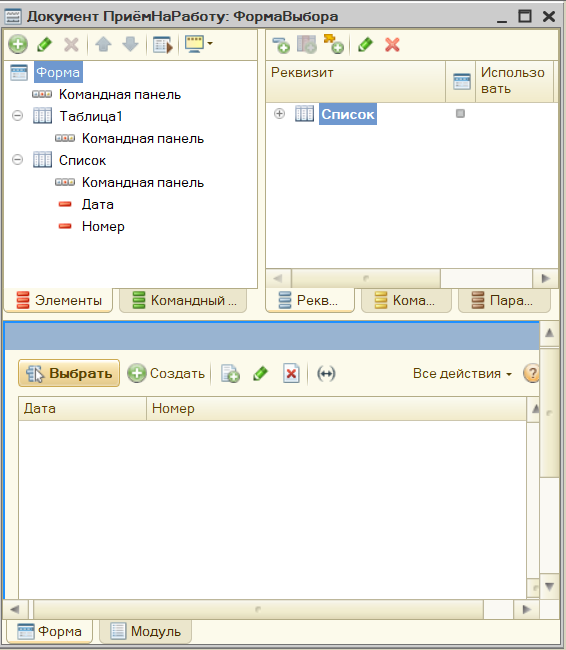 Документ ПриёмНаРаботу: ФормаВыбора
Форма
Командная панель
Таблица1
Командная панель
Список
Командная панель
Дата
Номер
Элементы
Командный ...
Реквизит
Использо
вать
Список
Рекв...
Кома...
Пара...
Выбрать
Создать
Все действия
Дата
Номер
Форма
Модуль